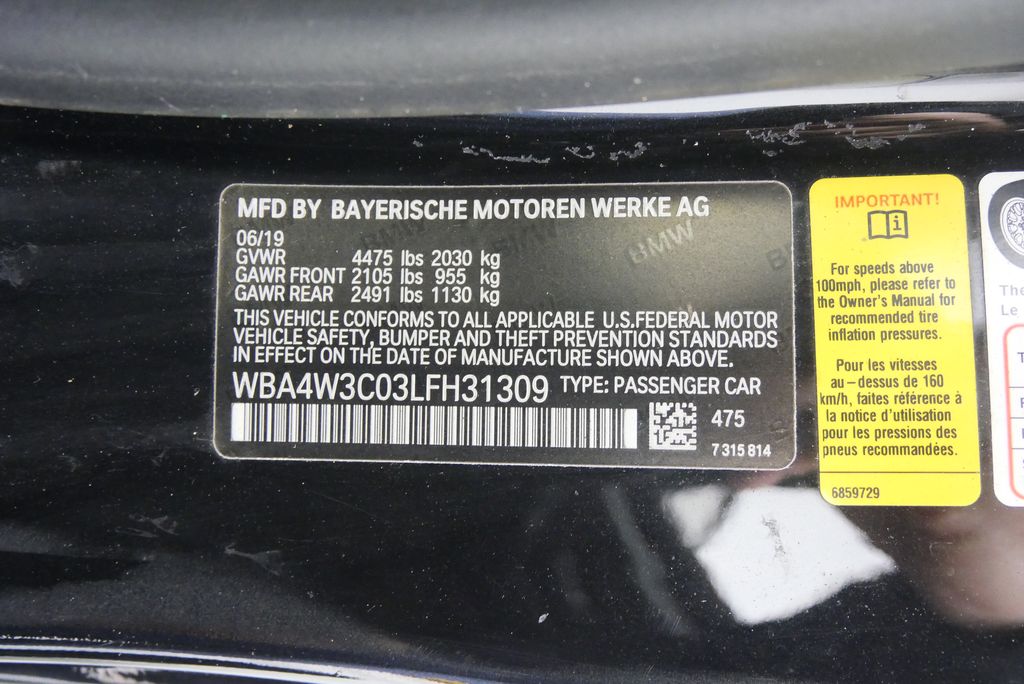 MFD BY BAYERISCHE MOTOREN WERKE AG
06/19
GVWR 4475 lbs 2030 kg
GAWR FRONT 2105 lbs 955 kg
GAWR REAR 2491 lbs 1130 kg
THIS VEHICLE CONFORMS TO ALL APPLICABLE U.S.FEDERAL MOTOR
VEHICLE SAFETY, BUMPER AND THEFT PREVENTION STANDARDS
IN EFFECT ON THE DATE OF MANUFACTURE SHOWN ABOVE.
WBA4W3C03LFH31309 TYPE: PASSENGER CAR
475
7 315 814
BMW
IMPORTANT!
For speeds above
100mph, please refer to
the Owner's Manual for
recommended tire
inflation pressures.
Pour les vitesses
au-dessus de 160
km/h, faites référence à
la notice d'utilisation
pour les pressions des
pneus recommandées.
6859729
The
Le